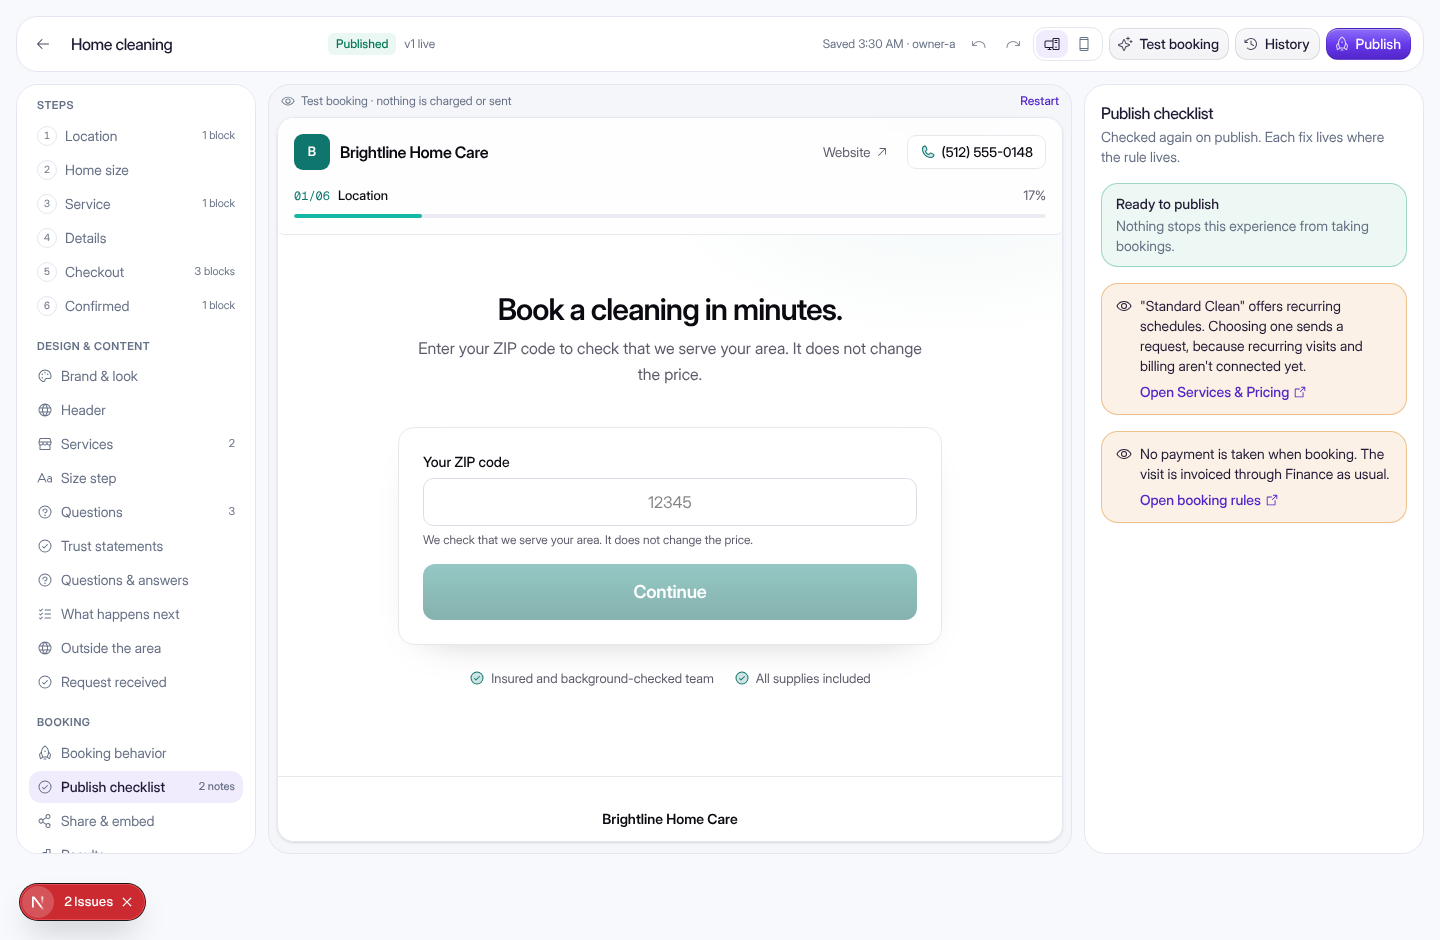 Home cleaning
Published
v1 live
Saved 3:30 AM · owner-a
Test booking
History
Publish
STEPS
1 Location 1 block
2 Home size
3 Service 1 block
4 Details
5 Checkout 3 blocks
6 Confirmed 1 block
DESIGN & CONTENT
Brand & look
Header
Services 2
Aa Size step
Questions 3
Trust statements
Questions & answers
What happens next
Outside the area
Request received
BOOKING
Booking behavior
Publish checklist 2 notes
Share & embed
N 2 Issues
Test booking · nothing is charged or sent
Restart
B Brightline Home Care
Website
(512) 555-0148
01/06 Location 17%
Book a cleaning in minutes.
Enter your ZIP code to check that we serve your area. It does not change
the price.
Your ZIP code
12345
We check that we serve your area. It does not change the price.
Continue
Insured and background-checked team
All supplies included
Brightline Home Care
Publish checklist
Checked again on publish. Each fix lives where
the rule lives.
Ready to publish
Nothing stops this experience from taking
bookings.
"Standard Clean" offers recurring
schedules. Choosing one sends a
request, because recurring visits and
billing aren't connected yet.
Open Services & Pricing
No payment is taken when booking. The
visit is invoiced through Finance as usual.
Open booking rules